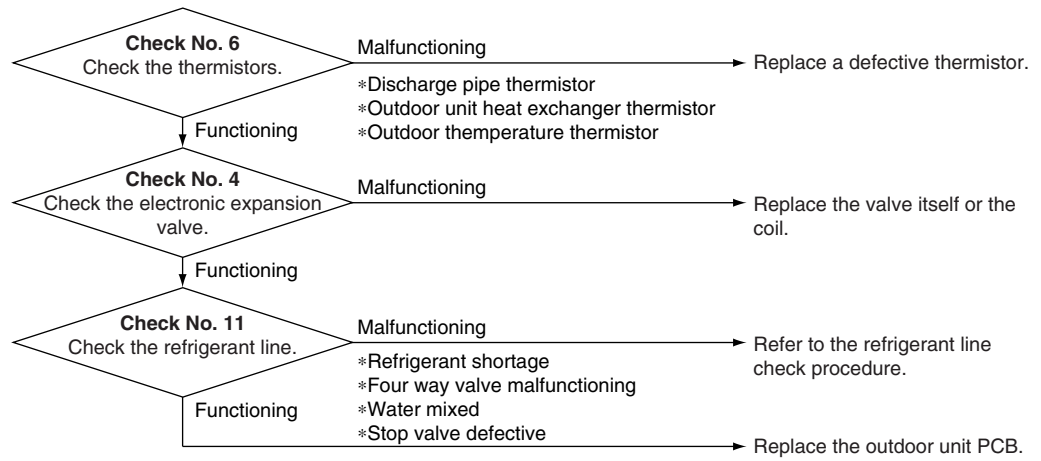 Check No. 6
Check the thermistors.
Malfunctioning
Replace a defective thermistor.
∗Discharge pipe thermistor
∗Outdoor unit heat exchanger thermistor
∗Outdoor themperature thermistor
Functioning
Check No. 4
Check the electronic expansion
valve.
Malfunctioning
Replace the valve itself or the
coil.
Functioning
Check No. 11
Check the refrigerant line.
Malfunctioning
Refer to the refrigerant line
check procedure.
∗Refrigerant shortage
∗Four way valve malfunctioning
∗Water mixed
∗Stop valve defective
Functioning
Replace the outdoor unit PCB.